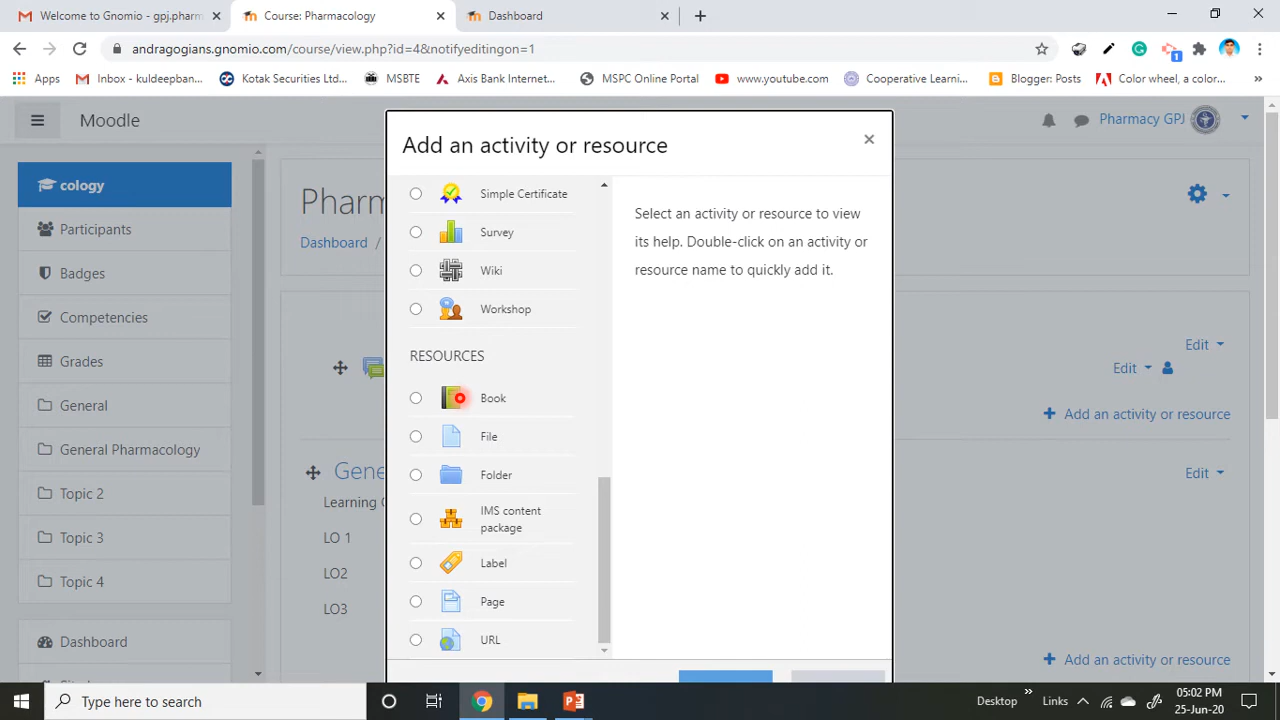 Welcome to Gnomio - gpj.pharm
Course: Pharmacology
Dashboard
andragogians.gnomio.com/course/view.php?id=4&notifyeditingon=1
Apps
Inbox - kuldeepban...
Kotak Securities Ltd...
MSBTE
Axis Bank Internet...
MSPC Online Portal
www.youtube.com
Cooperative Learni...
Blogger: Posts
Color wheel, a color...
»
1
Moodle
Pharmacy GPJ
cology
Participants
Badges
Competencies
Grades
General
General Pharmacology
Topic 2
Topic 3
Topic 4
Dashboard
Pharm
Dashboard /
Gene
Learning
LO 1
LO2
LO3
Add an activity or resource
×
Simple Certificate
Survey
Wiki
Workshop
RESOURCES
Book
File
Folder
IMS content
package
Label
Page
URL
Select an activity or resource to view
its help. Double-click on an activity or
resource name to quickly add it.
Edit
Edit
+ Add an activity or resource
Edit
+ Add an activity or resource
Type here to search
Desktop
»
Links
05:02 PM
25-Jun-20